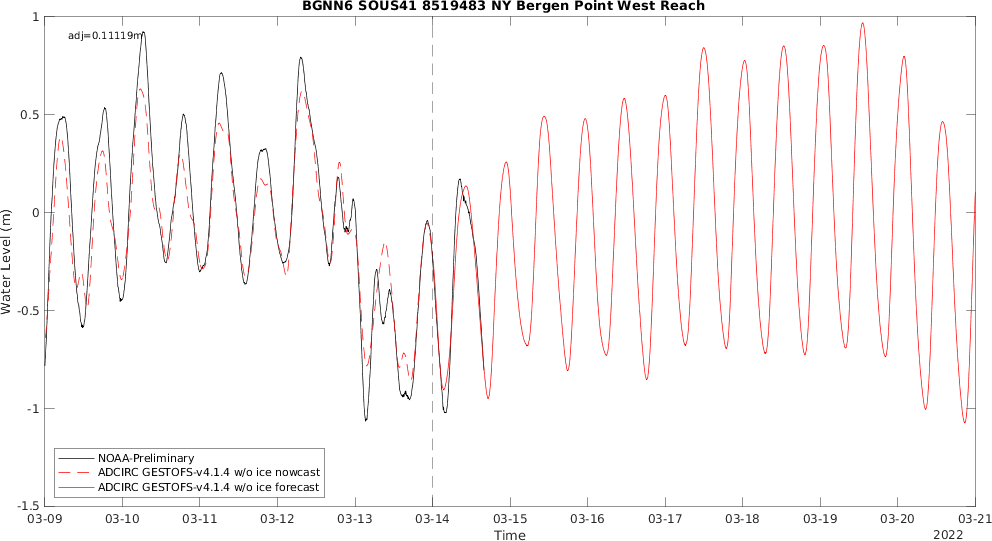 BGNN6 SOUS41 8519483 NY Bergen Point West Reach
adj=0.11119m
1
0.5
0
-0.5
-1
-1.5
Water Level (m)
NOAA-Preliminary
ADCIRC GESTOFS-v4.1.4 w/o ice nowcast
ADCIRC GESTOFS-v4.1.4 w/o ice forecast
03-09 03-10 03-11 03-12 03-13 03-14 03-15 03-16 03-17 03-18 03-19 03-20 03-21
Time
2022